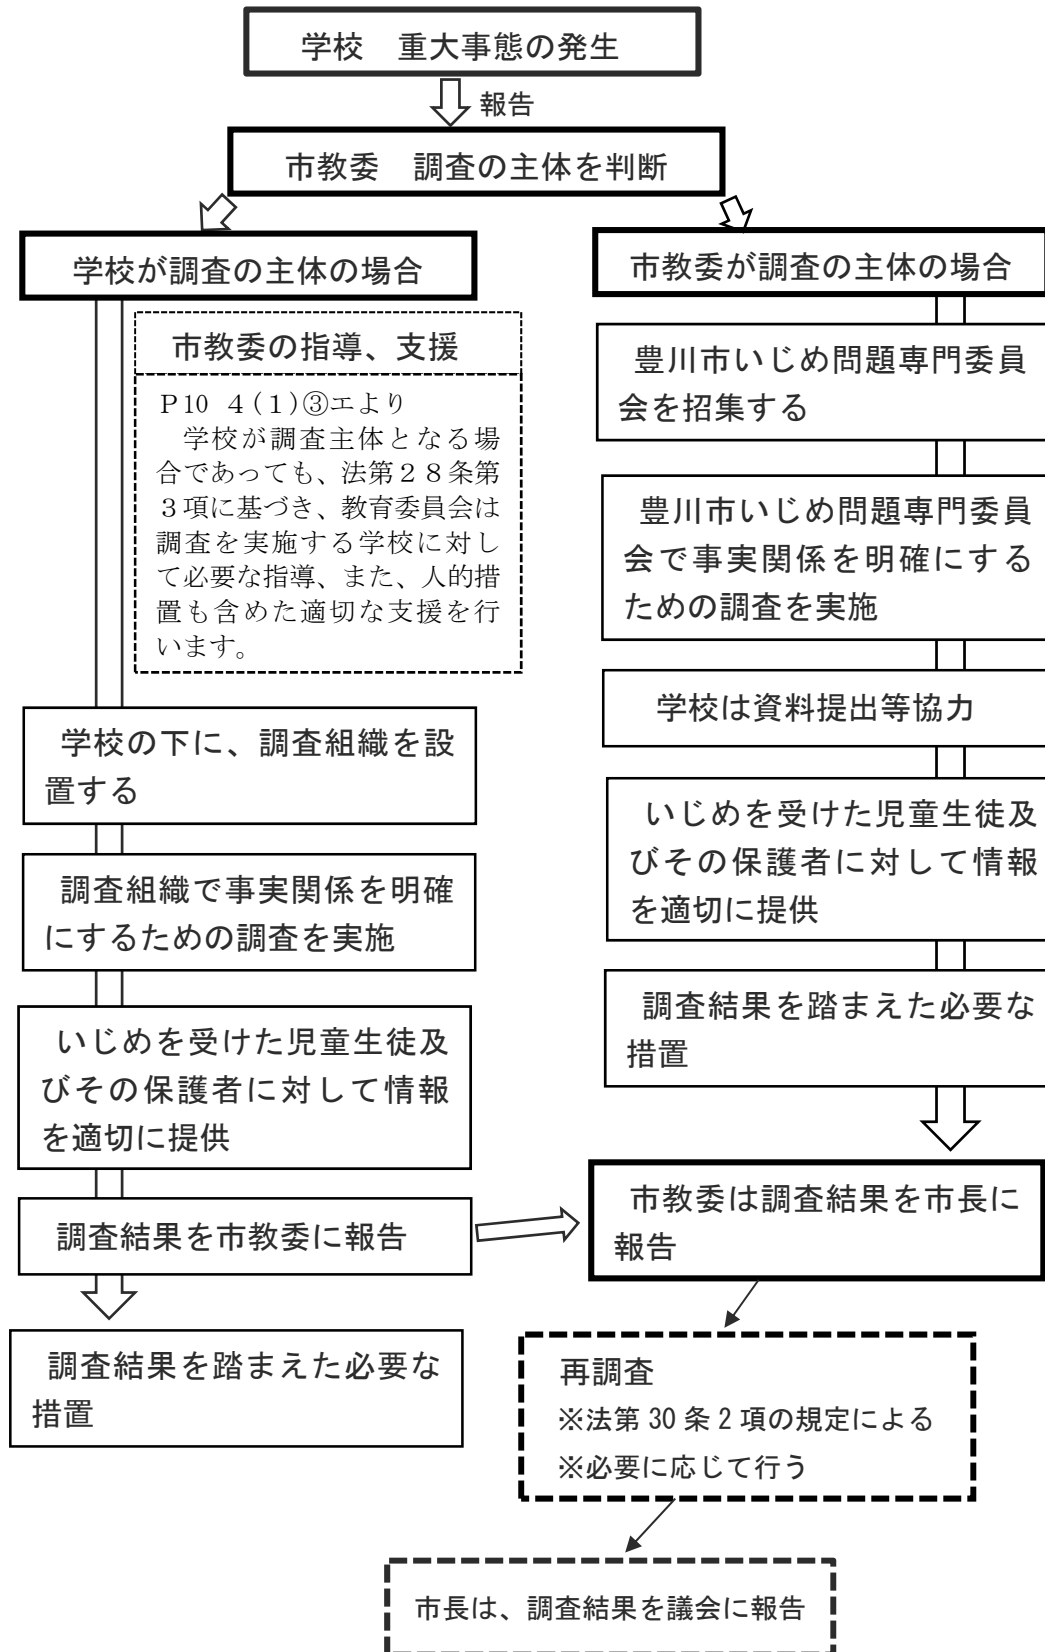 学校　重大事態の発生
報告
市教委　調査の主体を判断
学校が調査の主体の場合
市教委の指導、支援
P10 4(1)③エより
学校が調査主体となる場
合であっても、法第２８条第
３項に基づき、教育委員会は
調査を実施する学校に対し
て必要な指導、また、人的措
置も含めた適切な支援を行
います。
学校の下に、調査組織を設
置する
調査組織で事実関係を明確
にするための調査を実施
いじめを受けた児童生徒及
びその保護者に対して情報
を適切に提供
調査結果を市教委に報告
調査結果を踏まえた必要な
措置
市教委が調査の主体の場合
豊川市いじめ問題専門委員
会を招集する
豊川市いじめ問題専門委員
会で事実関係を明確にする
ための調査を実施
学校は資料提出等協力
いじめを受けた児童生徒及
びその保護者に対して情報
を適切に提供
調査結果を踏まえた必要な
措置
市教委は調査結果を市長に
報告
再調査
※法第 30 条 2 項の規定による
※必要に応じて行う
市長は、調査結果を議会に報告